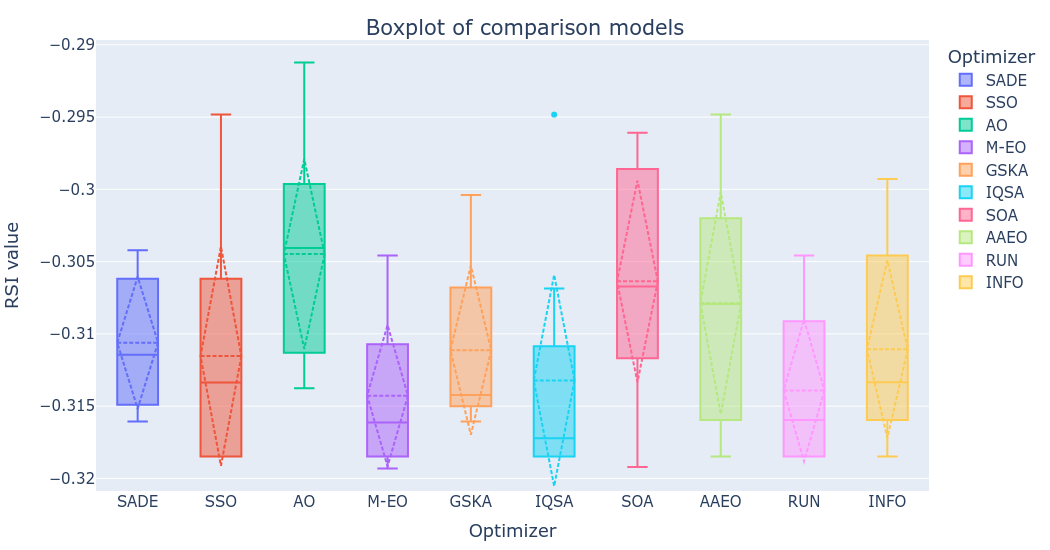 Boxplot of comparison models
RSI value
−0.29
−0.295
−0.3
−0.305
−0.31
−0.315
−0.32
SADE SSO AO M-EO GSKA IQSA SOA AAEO RUN INFO
Optimizer
Optimizer
SADE
SSO
AO
M-EO
GSKA
IQSA
SOA
AAEO
RUN
INFO